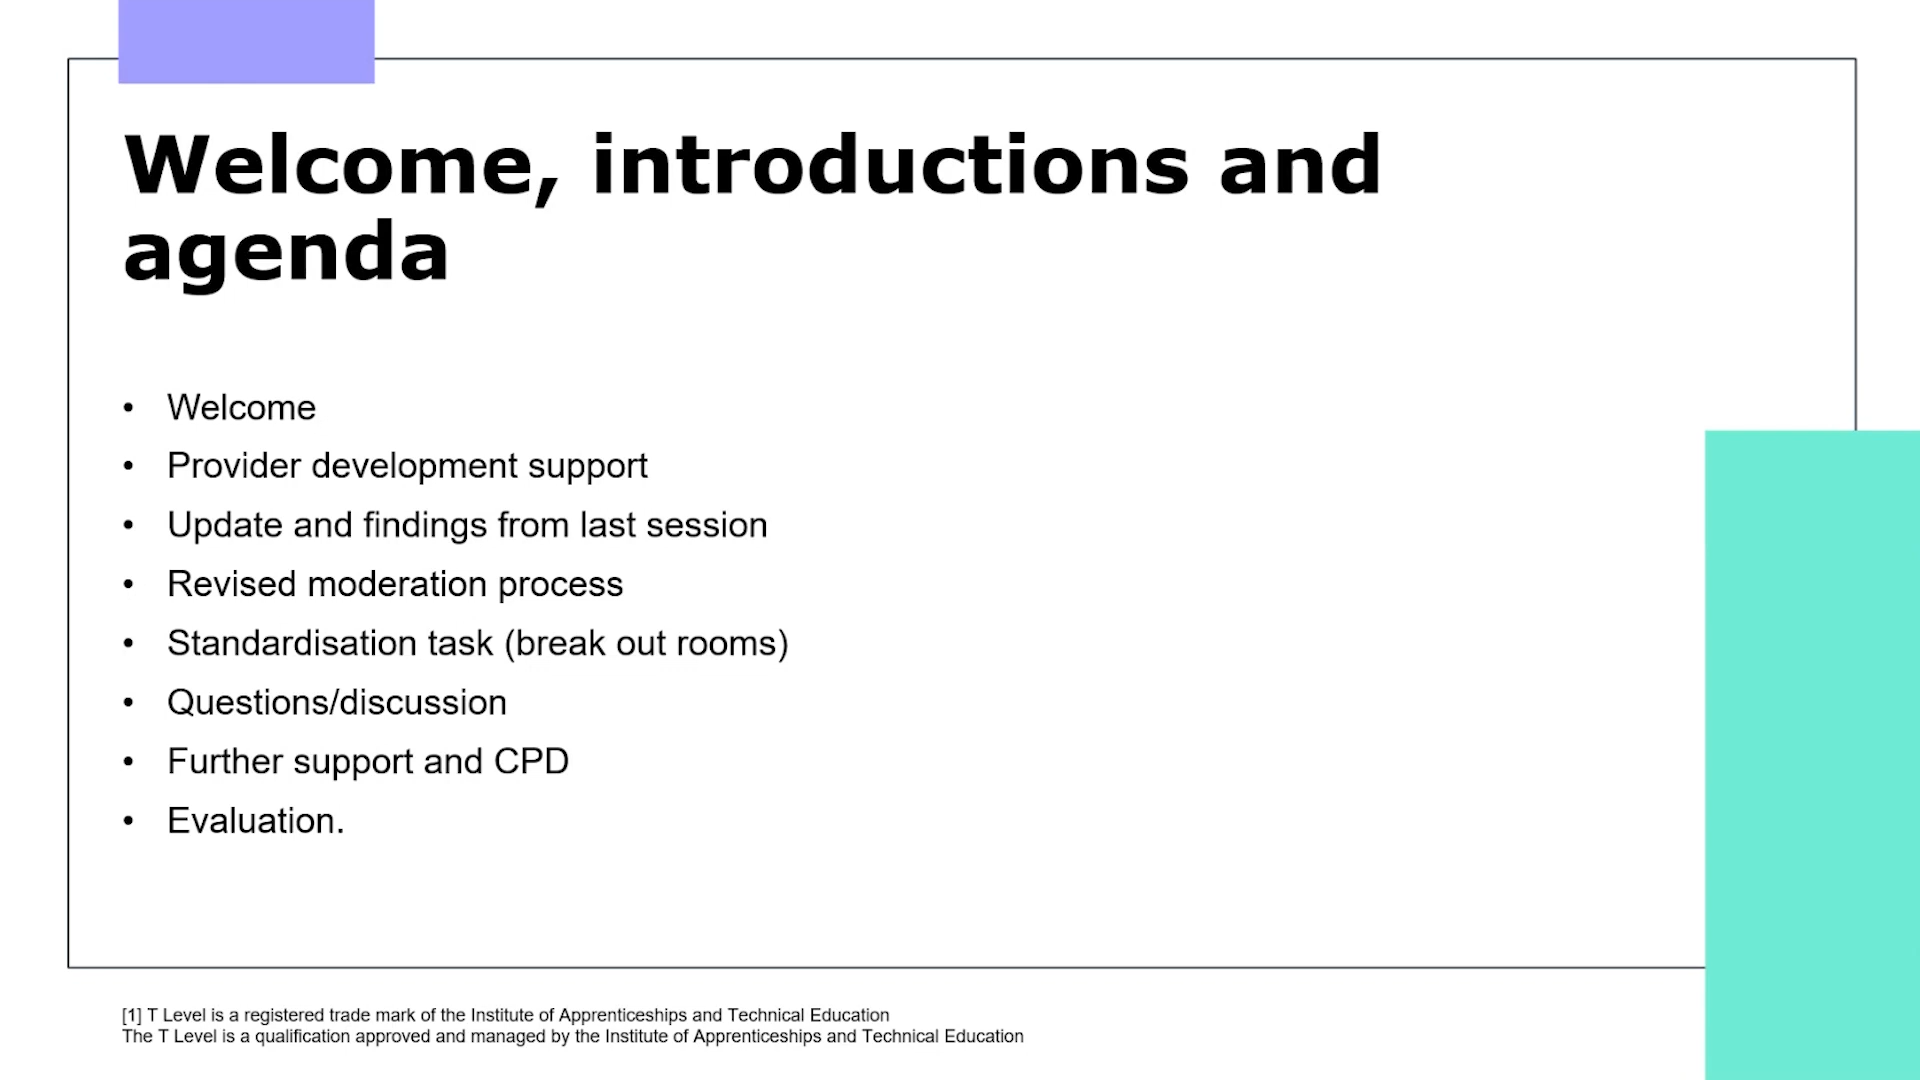 Welcome, introductions and
agenda
• Welcome
• Provider development support
• Update and findings from last session
• Revised moderation process
• Standardisation task (break out rooms)
• Questions/discussion
• Further support and CPD
• Evaluation.
[1] T Level is a registered trade mark of the Institute of Apprenticeships and Technical Education
The T Level is a qualification approved and managed by the Institute of Apprenticeships and Technical Education